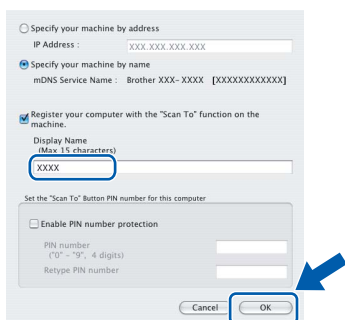 Specify your machine by address
IP Address : XXX.XXX.XXX.XXX
Specify your machine by name
mDNS Service Name : Brother XXX-XXXX [XXXXXXXXXXXX]
Register your computer with the "Scan To" function on the
machine.
Display Name
(Max 15 characters)
XXXX
Set the "Scan To" Button PIN number for this computer
Enable PIN number protection
PIN number
("0" - "9", 4 digits)
Retype PIN number
Cancel OK